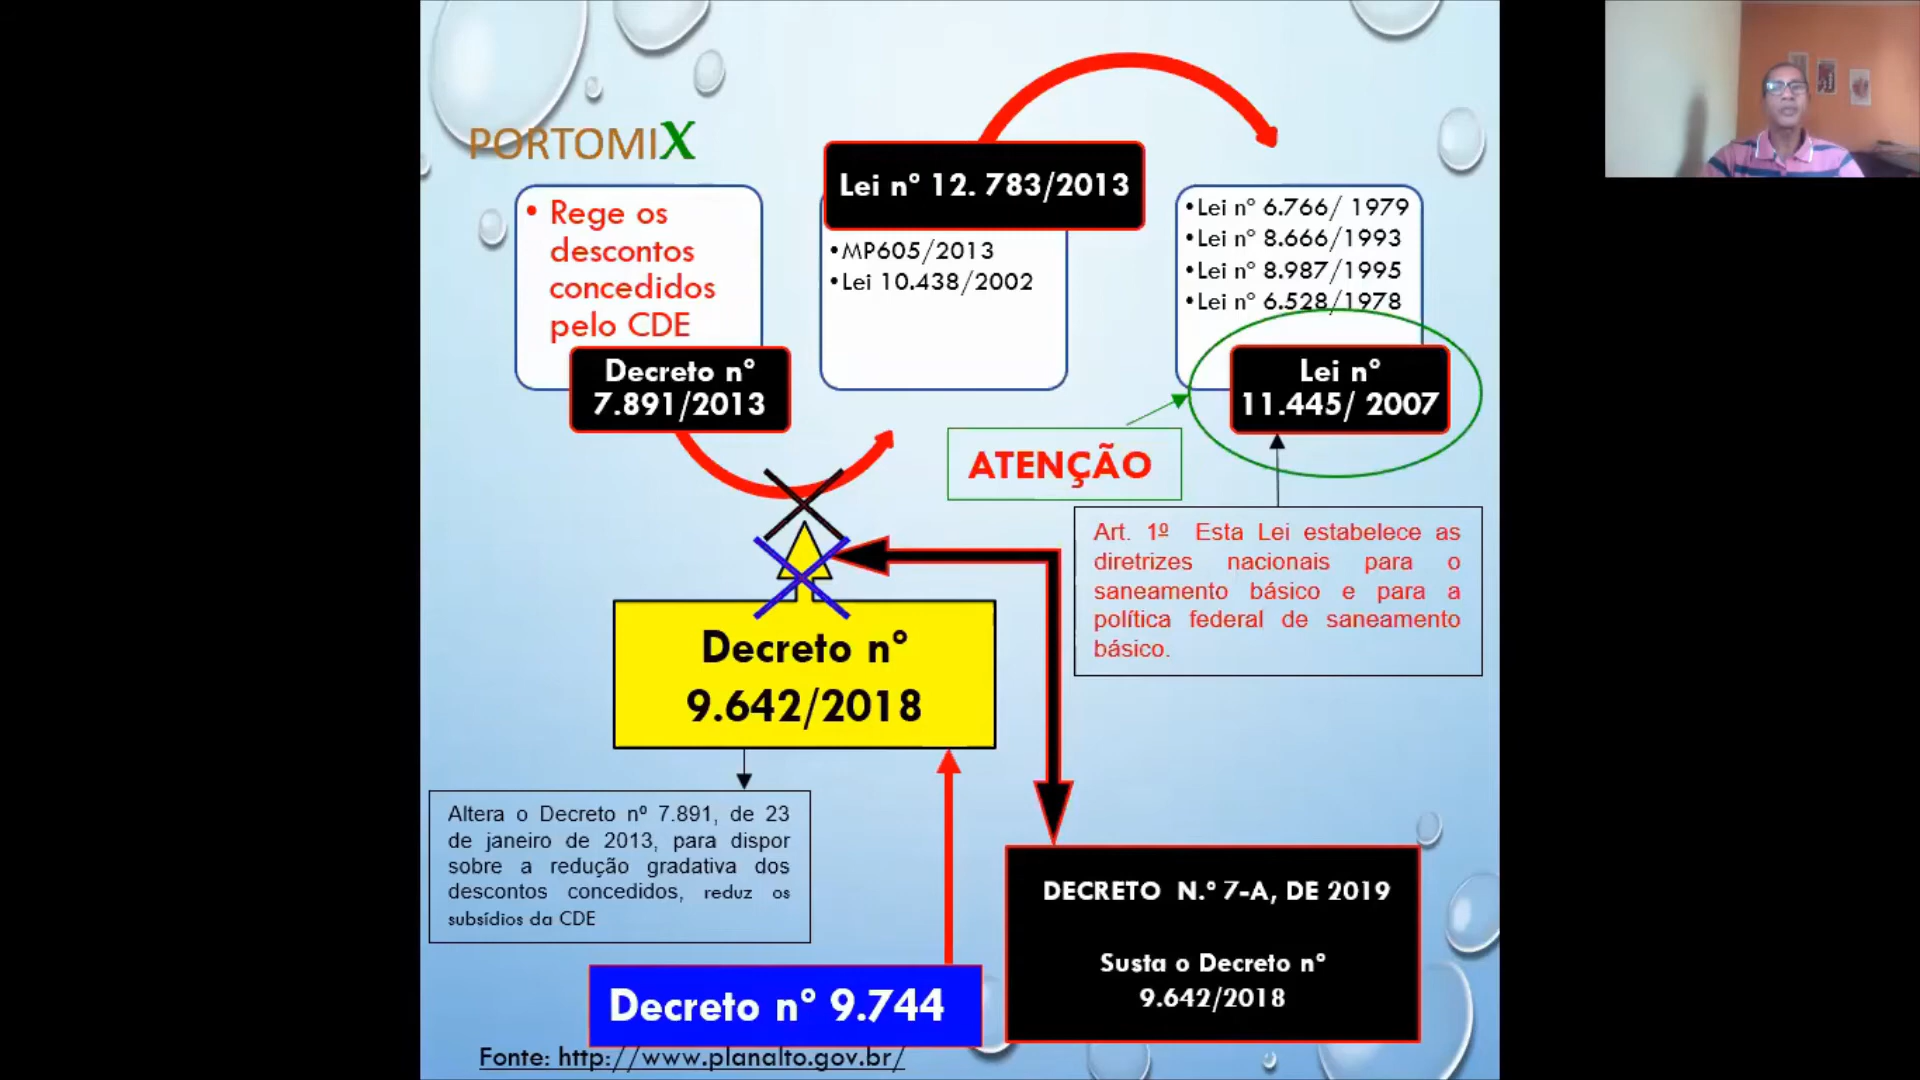 PORTOMIX
• Rege os
descontos
concedidos
pelo CDE
Decreto nº
7.891/2013
Lei nº 12. 783/2013
•MP605/2013
•Lei 10.438/2002
•Lei nº 6.766/ 1979
•Lei nº 8.666/1993
•Lei nº 8.987/1995
•Lei nº 6.528/1978
Lei nº
11.445/ 2007
ATENÇÃO
Art. 1º Esta Lei estabelece as
diretrizes nacionais para o
saneamento básico e para a
política federal de saneamento
básico.
Decreto nº
9.642/2018
Altera o Decreto nº 7.891, de 23
de janeiro de 2013, para dispor
sobre a redução gradativa dos
descontos concedidos, reduz os
subsídios da CDE
DECRETO N.º 7-A, DE 2019
Susta o Decreto nº
9.642/2018
Decreto nº 9.744
Fonte: http://www.planalto.gov.br/